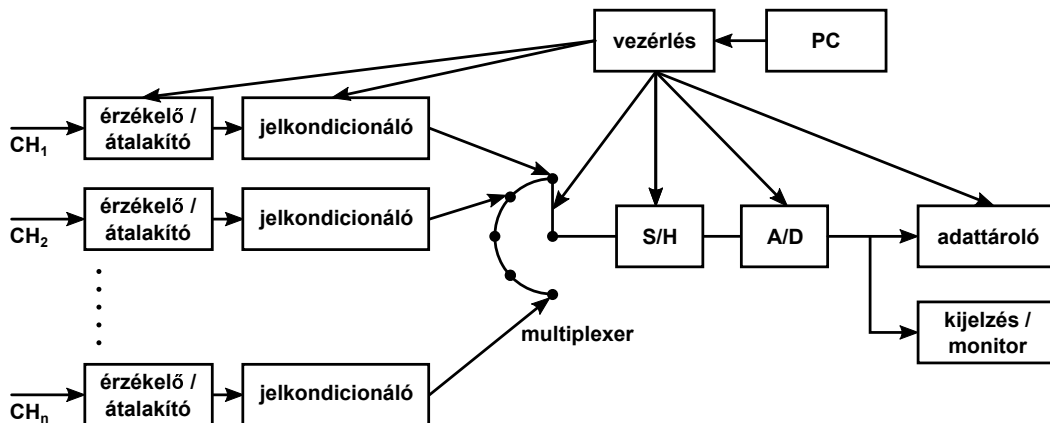 vezérlés
PC
érzékelő /
átalakító
jelkondicionáló
CH₁
érzékelő /
átalakító
jelkondicionáló
CH₂
S/H
A/D
adattároló
multiplexer
kijelzés /
monitor
érzékelő /
átalakító
jelkondicionáló
CHₙ